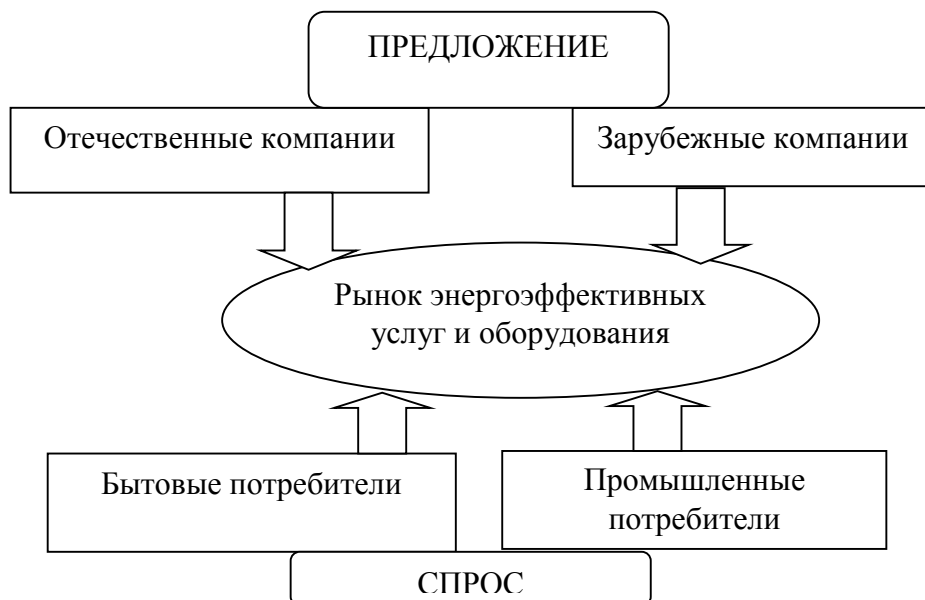 ПРЕДЛОЖЕНИЕ
Отечественные компании
Зарубежные компании
Рынок энергоэффективных
услуг и оборудования
Бытовые потребители
Промышленные
потребители
СПРОС